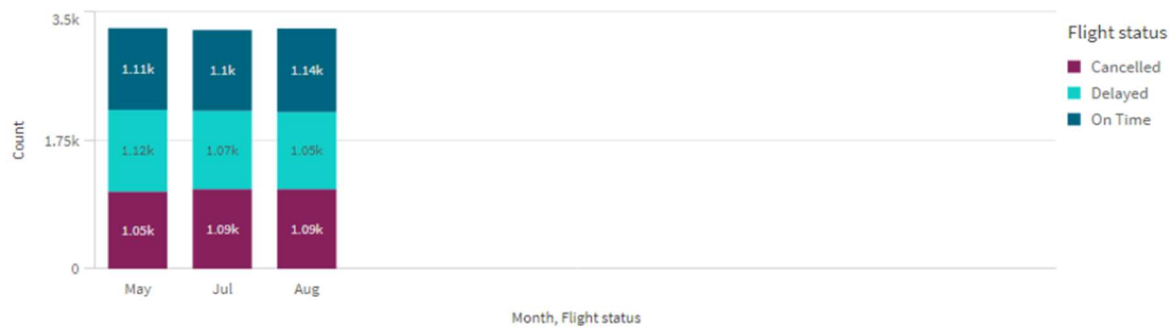 3.5k
Flight status
Cancelled
Delayed
On Time
1.11k 1.1k 1.14k
1.75k
Count
1.12k 1.07k 1.05k
1.05k 1.09k 1.09k
0
May Jul Aug
Month, Flight status